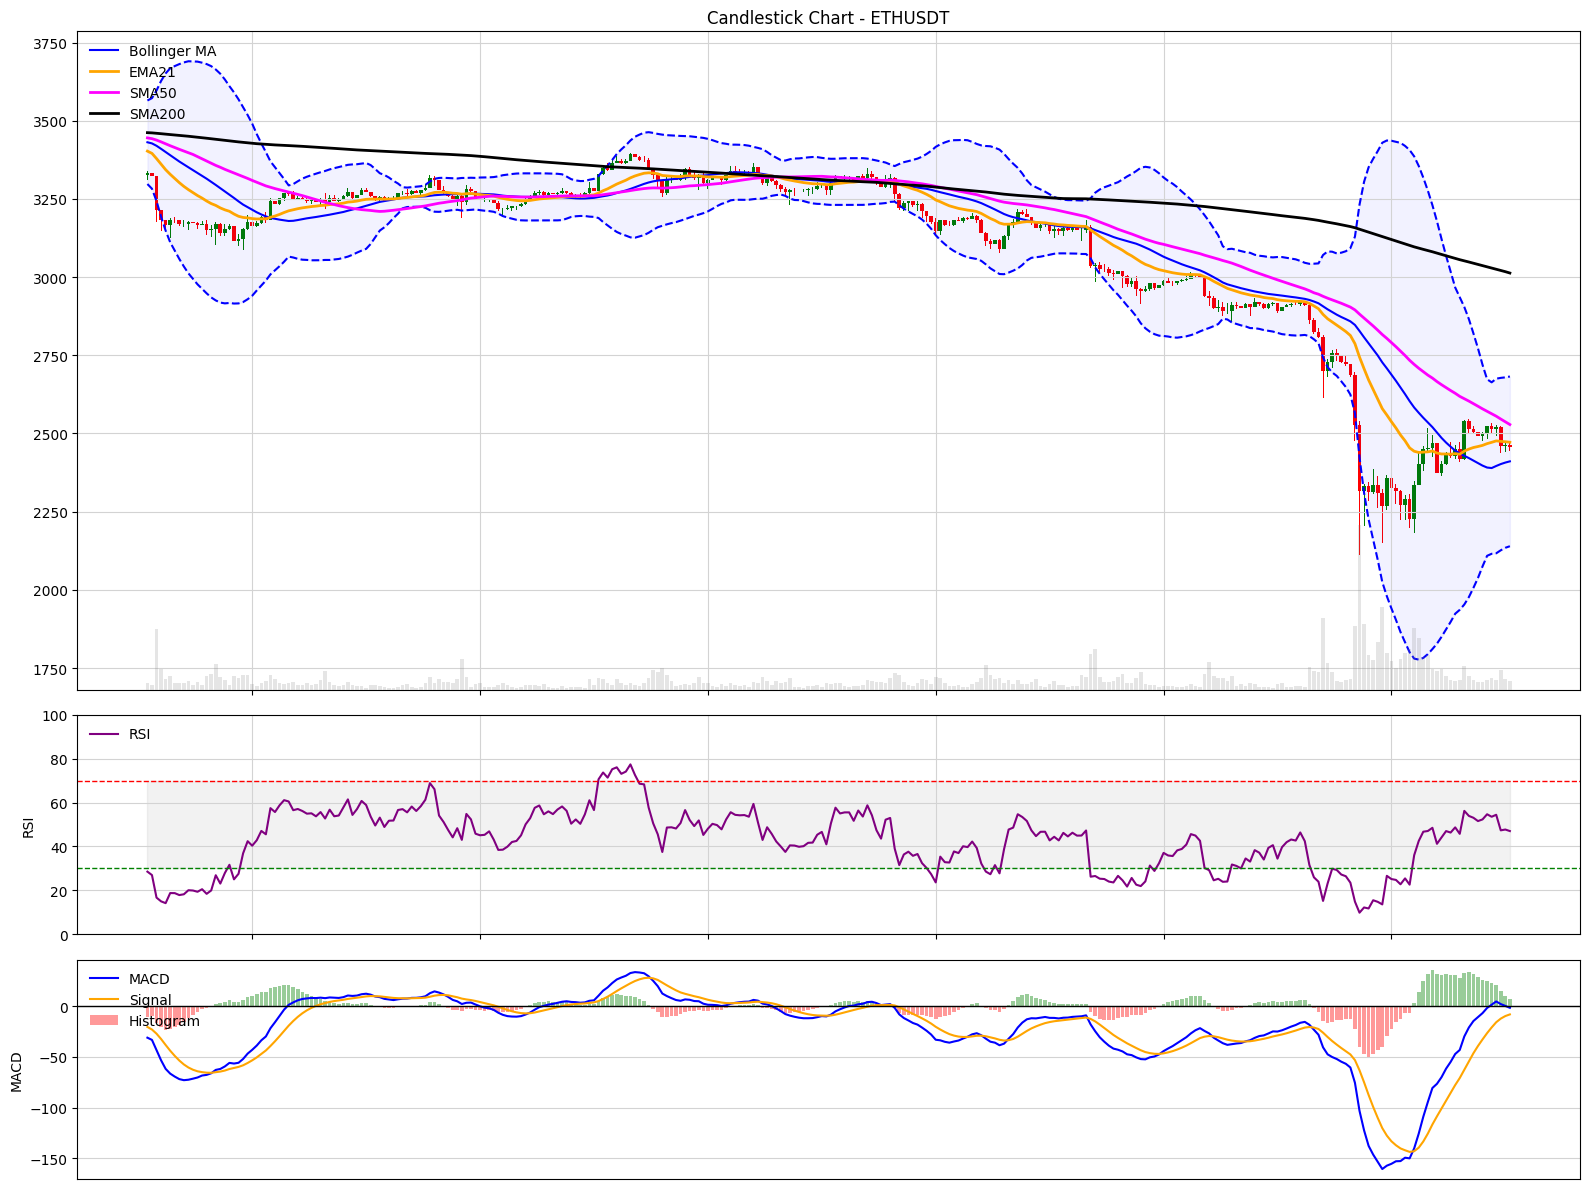 Candlestick Chart - ETHUSDT
Bollinger MA
EMA21
SMA50
SMA200
3750
3500
3250
3000
2750
2500
2250
2000
1750
RSI
RSI
100
80
60
40
20
0
MACD
Signal
Histogram
MACD
0
−50
−100
−150